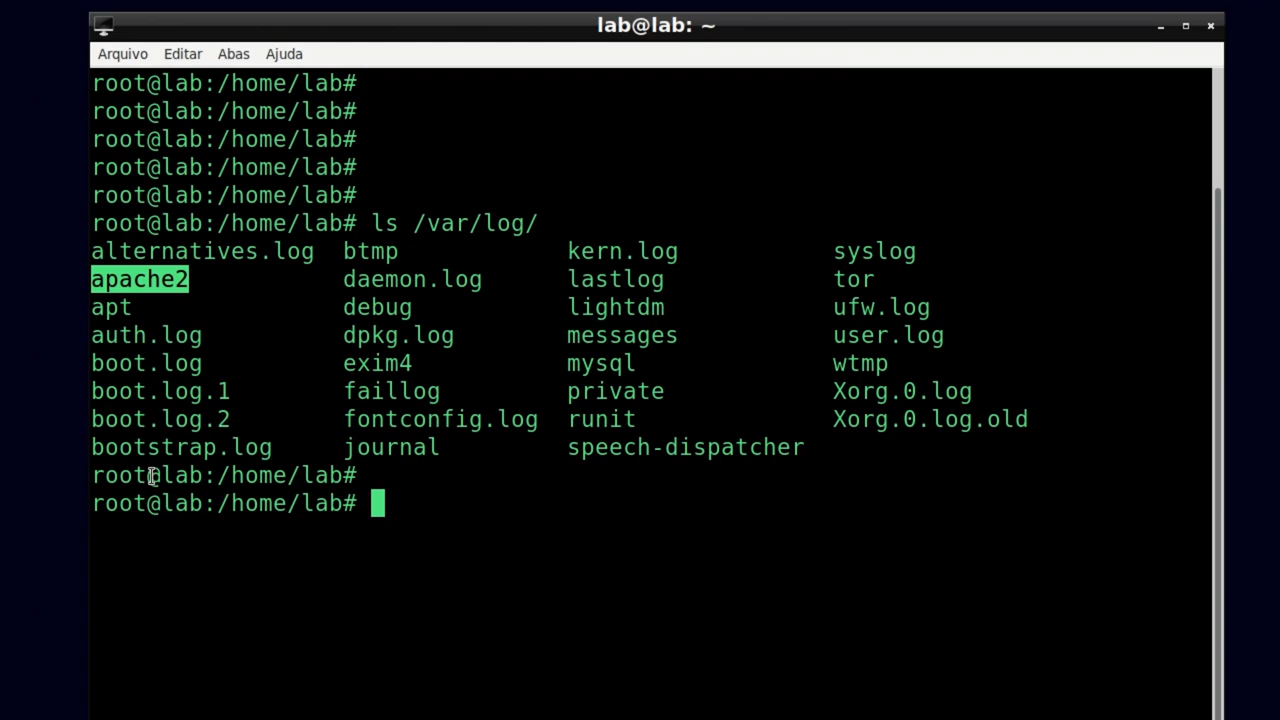 lab@lab: ~
Arquivo Editar Abas Ajuda
root@lab:/home/lab#
root@lab:/home/lab#
root@lab:/home/lab#
root@lab:/home/lab#
root@lab:/home/lab#
root@lab:/home/lab# ls /var/log/
alternatives.log btmp kern.log syslog
apache2 daemon.log lastlog tor
apt debug lightdm ufw.log
auth.log dpkg.log messages user.log
boot.log exim4 mysql wtmp
boot.log.1 faillog private Xorg.0.log
boot.log.2 fontconfig.log runit Xorg.0.log.old
bootstrap.log journal speech-dispatcher
root@lab:/home/lab#
root@lab:/home/lab#